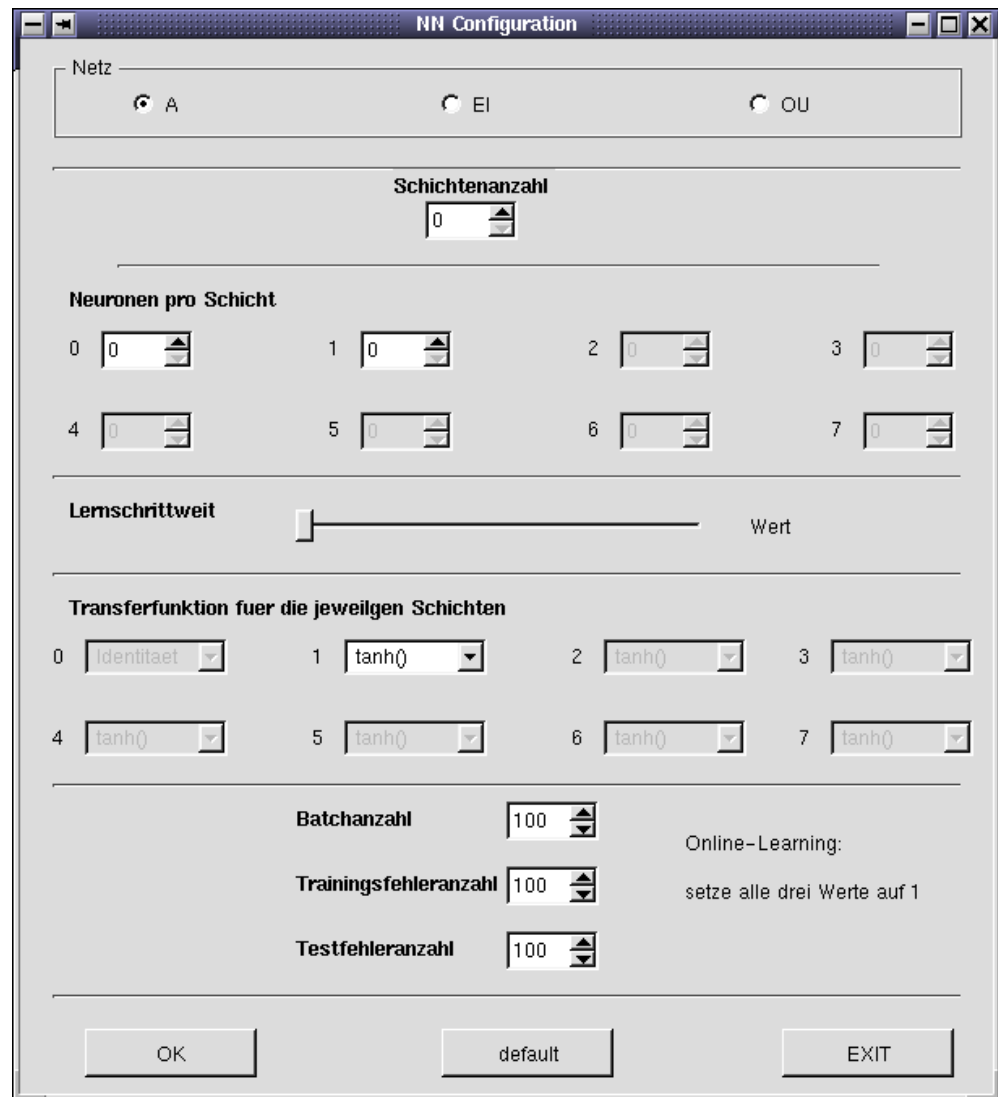 NN Configuration
Netz
A EI OU
Schichtenanzahl
0
Neuronen pro Schicht
0 0 1 0 2 0 3 0
4 0 5 0 6 0 7 0
Lernschrittweit Wert
Transferfunktion fuer die jeweilgen Schichten
0 Identitaet 1 tanh() 2 tanh() 3 tanh()
4 tanh() 5 tanh() 6 tanh() 7 tanh()
Batchanzahl 100
Online-Learning:
Trainingsfehleranzahl 100 setze alle drei Werte auf 1
Testfehleranzahl 100
OK default EXIT